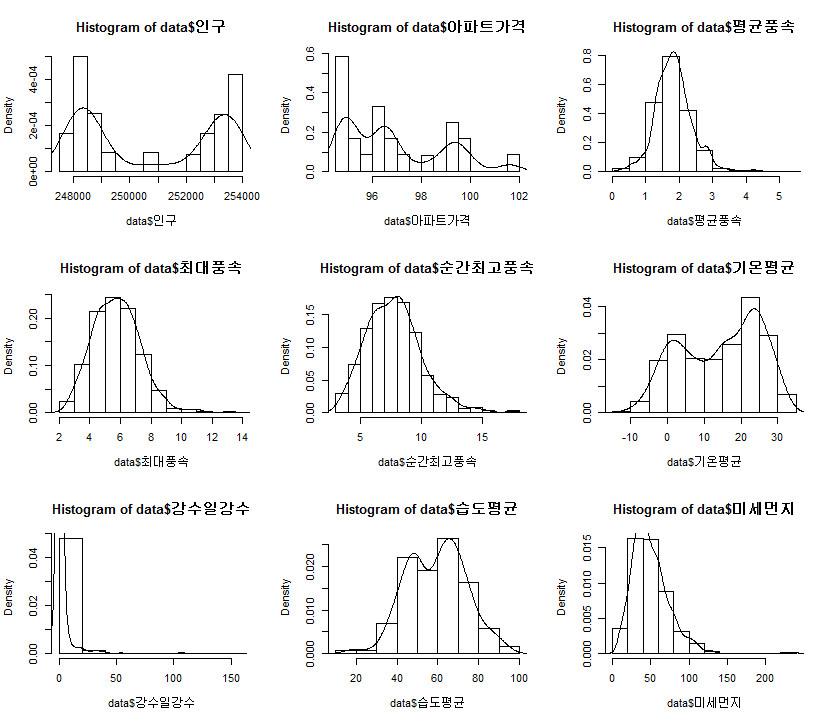 Histogram of data$인구
Histogram of data$아파트가격
Histogram of data$평균풍속
Density
0e+00 2e-04 4e-04
248000 250000 252000 254000
data$인구
Density
0.0 0.2 0.4 0.6
96 98 100 102
data$아파트가격
Density
0.0 0.2 0.4 0.6 0.8
0 1 2 3 4 5
data$평균풍속
Histogram of data$최대풍속
Histogram of data$순간최고풍속
Histogram of data$기온평균
Density
0.00 0.10 0.20
2 4 6 8 10 12 14
data$최대풍속
Density
0.00 0.05 0.10 0.15
5 10 15
data$순간최고풍속
Density
0.00 0.02 0.04
-10 0 10 20 30
data$기온평균
Histogram of data$강수일강수
Histogram of data$습도평균
Histogram of data$미세먼지
Density
0.00 0.02 0.04
0 50 100 150
data$강수일강수
Density
0.000 0.010 0.020
20 40 60 80 100
data$습도평균
Density
0.000 0.005 0.010 0.015
0 50 100 150 200
data$미세먼지